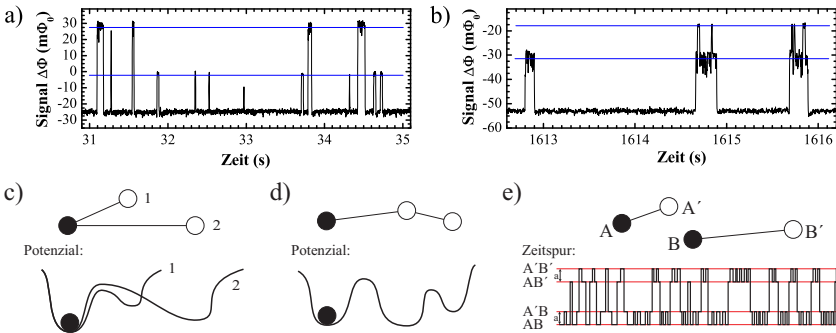 a)
Signal ΔΦ (mΦ₀)
30
20
10
0
-10
-20
-30
31
32
33
34
35
Zeit (s)
b)
Signal ΔΦ (mΦ₀)
-20
-30
-40
-50
-60
1613
1614
1615
1616
Zeit (s)
c)
1
2
Potenzial:
1
2
d)
Potenzial:
e)
A
A´
B
B´
Zeitspur:
A´B´
AB´
A´B
AB
a
a